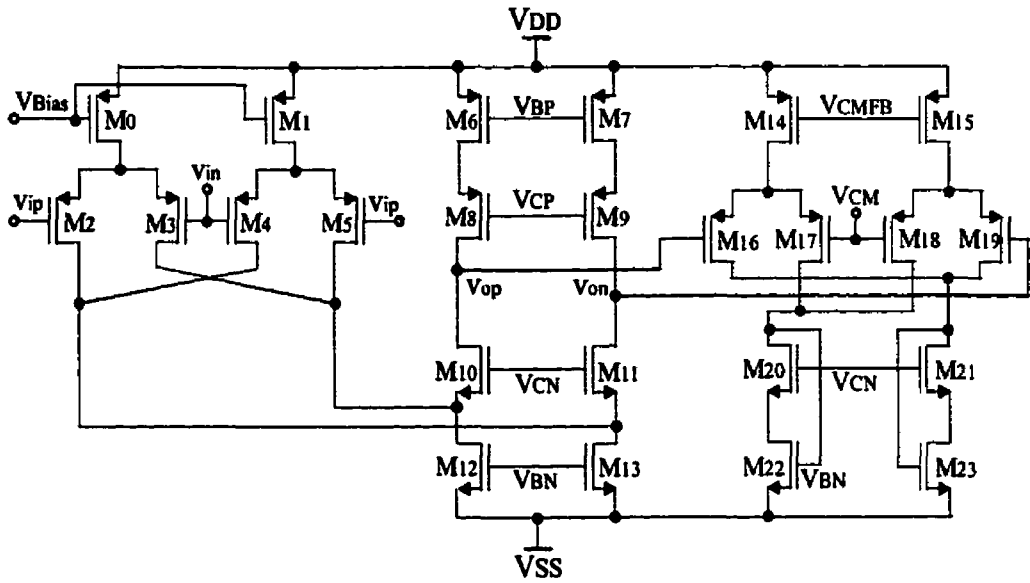 VDD
VBias M0 M1 M6 VBP M7 M14 VCMFB M15
Vip M2 M3 Vin M4 M5 Vip M8 VCP M9 M16 M17 VCM M18 M19
Vop Von
M10 VCN M11 M20 VCN M21
M12 VBN M13 M22 VBN M23
VSS